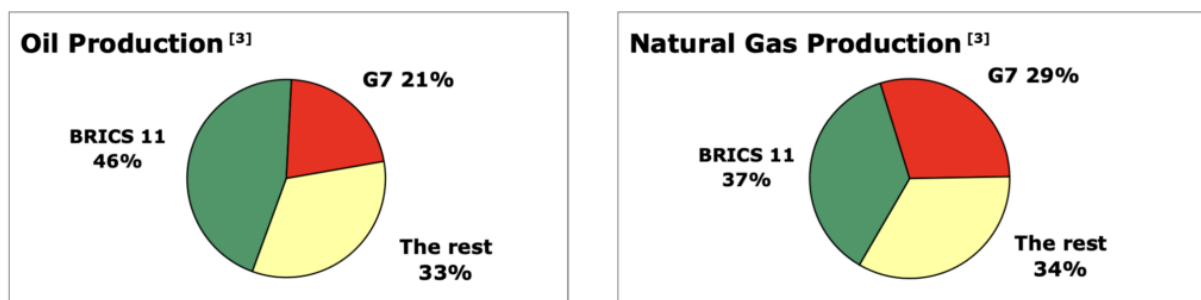 Oil Production [3]
G7 21%
BRICS 11
46%
The rest
33%
Natural Gas Production [3]
G7 29%
BRICS 11
37%
The rest
34%